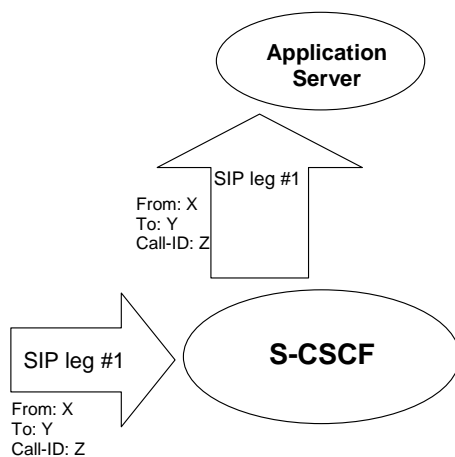 Application
Server
SIP leg #1
From: X
To: Y
Call-ID: Z
S-CSCF
SIP leg #1
From: X
To: Y
Call-ID: Z